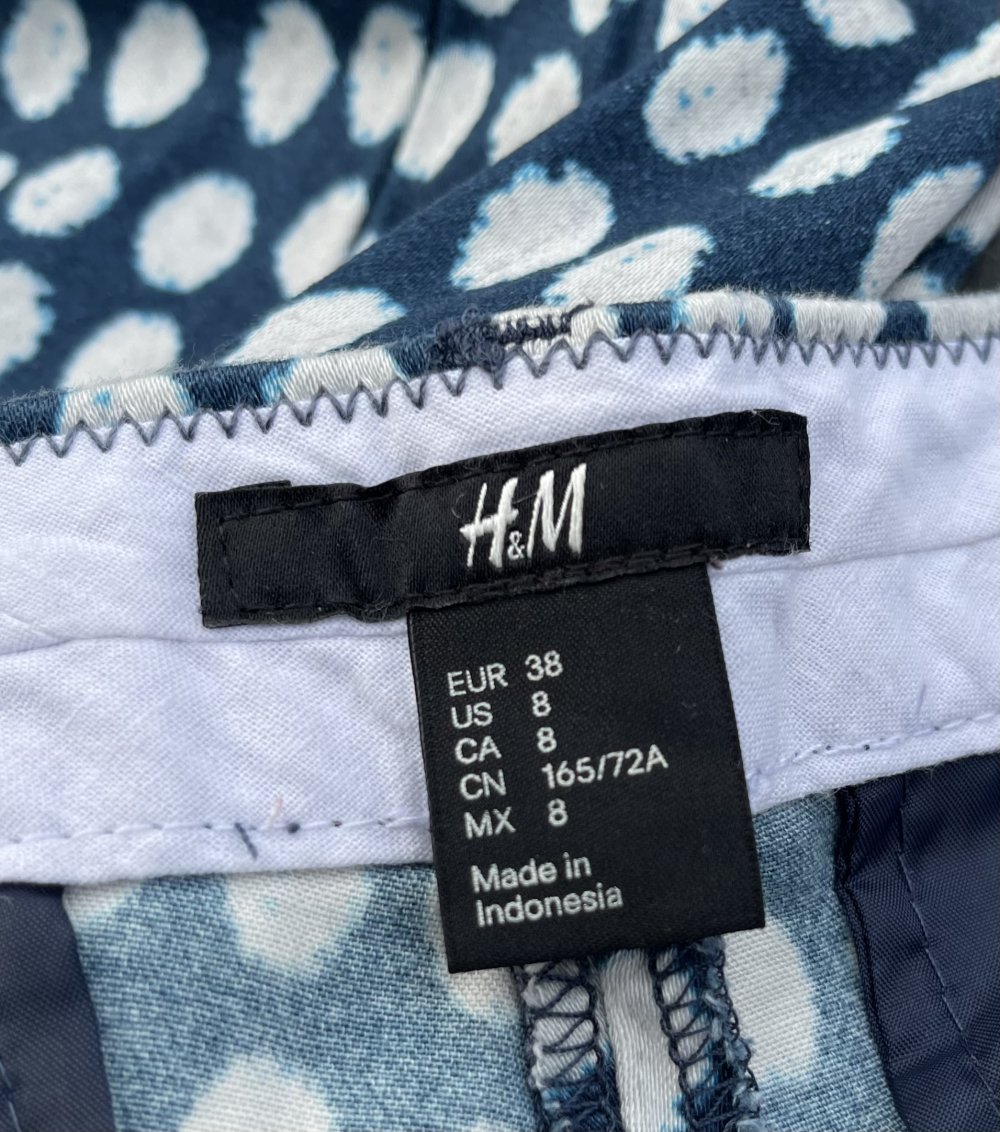 H&M
EUR 38
US 8
CA 8
CN 165/72A
MX 8
Made in
Indonesia